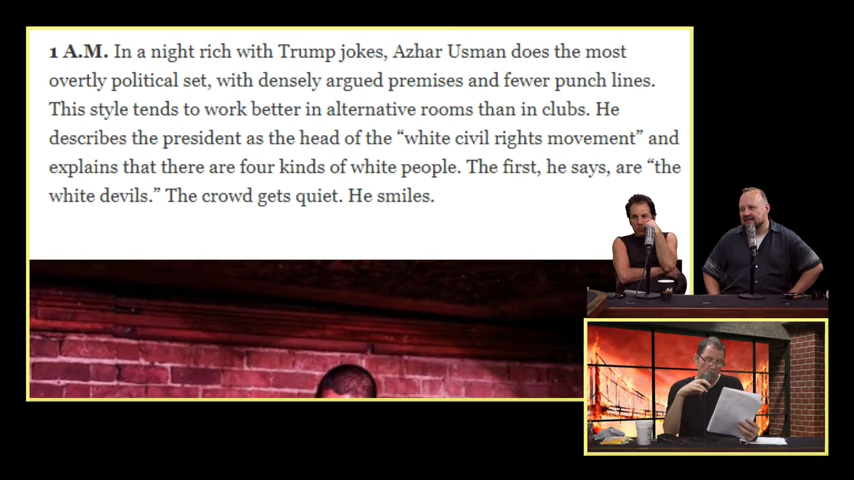 1 A.M. In a night rich with Trump jokes, Azhar Usman does the most
overtly political set, with densely argued premises and fewer punch lines.
This style tends to work better in alternative rooms than in clubs. He
describes the president as the head of the “white civil rights movement” and
explains that there are four kinds of white people. The first, he says, are “the
white devils.” The crowd gets quiet. He smiles.